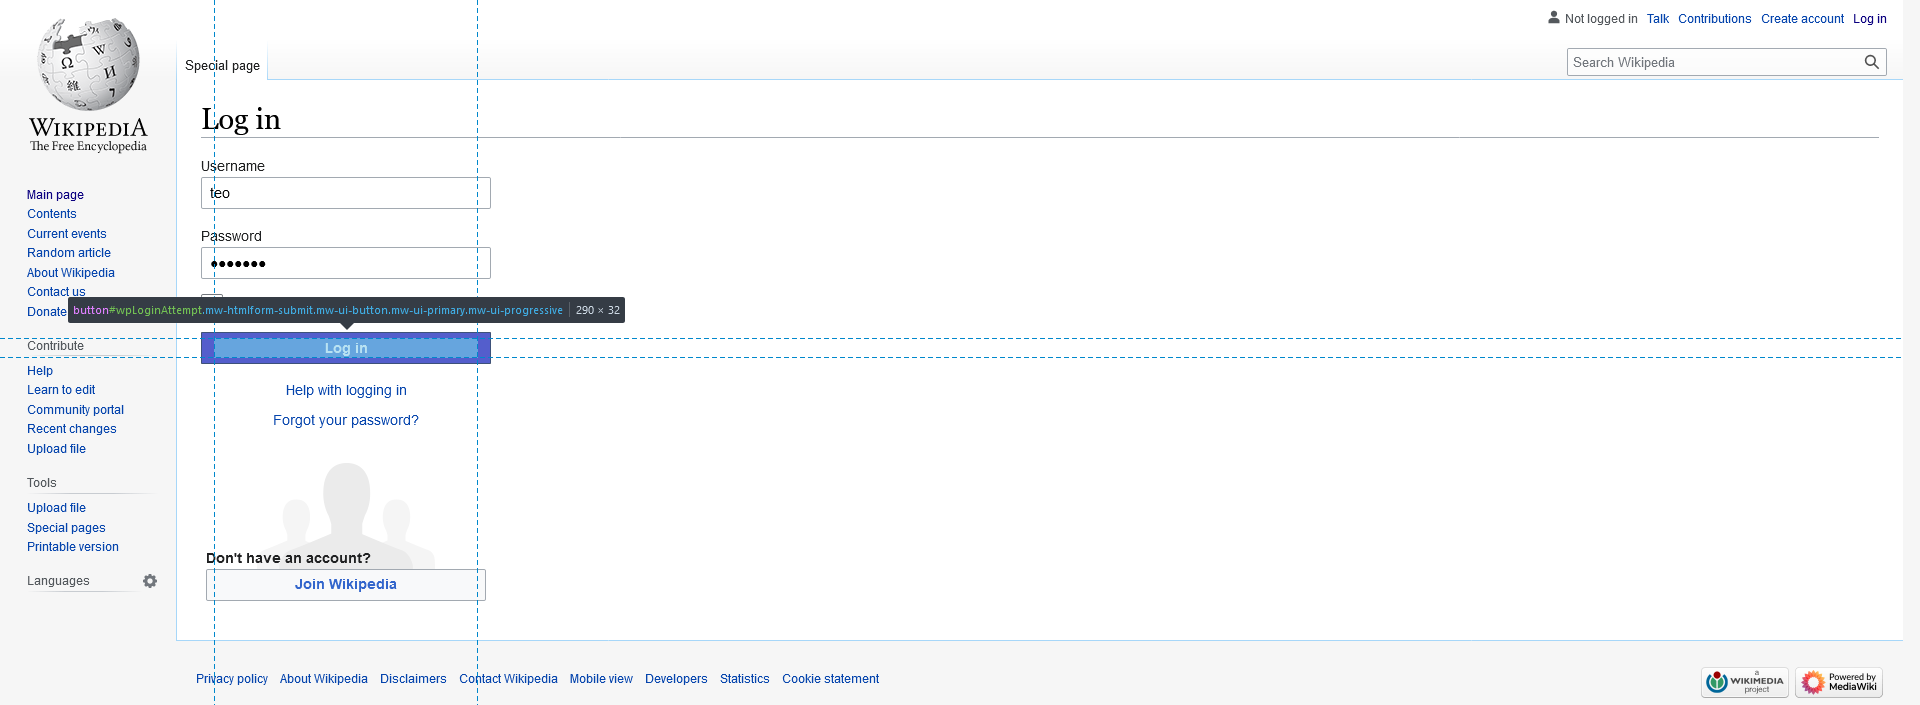 Not logged in Talk Contributions Create account Log in
Special page
Search Wikipedia
WIKIPEDIA
The Free Encyclopedia
Log in
Username
teo
Password
•••••••
button#wpLoginAttempt.mw-htmlform-submit.mw-ui-button.mw-ui-primary.mw-ui-progressive 290 × 32
Log in
Help with logging in
Forgot your password?
Don't have an account?
Join Wikipedia
Main page
Contents
Current events
Random article
About Wikipedia
Contact us
Donate
Contribute
Help
Learn to edit
Community portal
Recent changes
Upload file
Tools
Upload file
Special pages
Printable version
Languages
Privacy policy About Wikipedia Disclaimers Contact Wikipedia Mobile view Developers Statistics Cookie statement
a
WIKIMEDIA
project
Powered by
MediaWiki